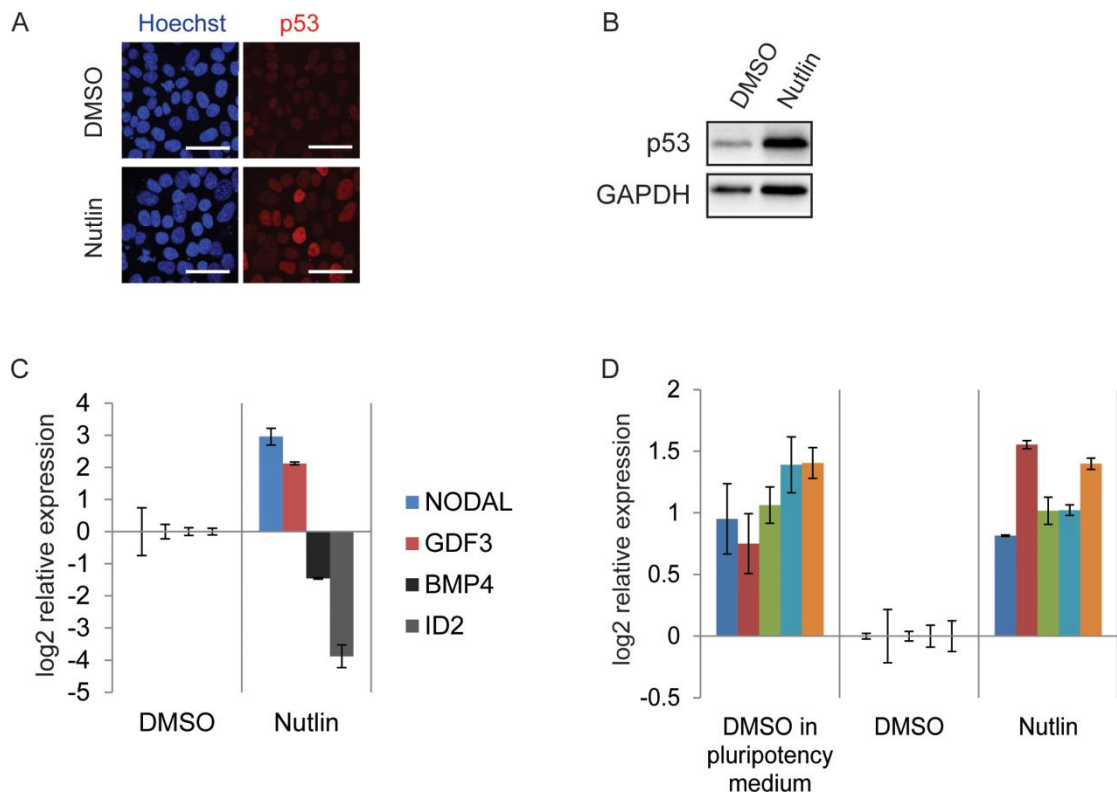 A
Hoechst
p53
DMSO
Nutlin
B
DMSO
Nutlin
p53
GAPDH
C
log2 relative expression
4
3
2
1
0
-1
-2
-3
-4
-5
DMSO
Nutlin
NODAL
GDF3
BMP4
ID2
D
log2 relative expression
2
1.5
1
0.5
0
-0.5
DMSO in
pluripotency
medium
DMSO
Nutlin